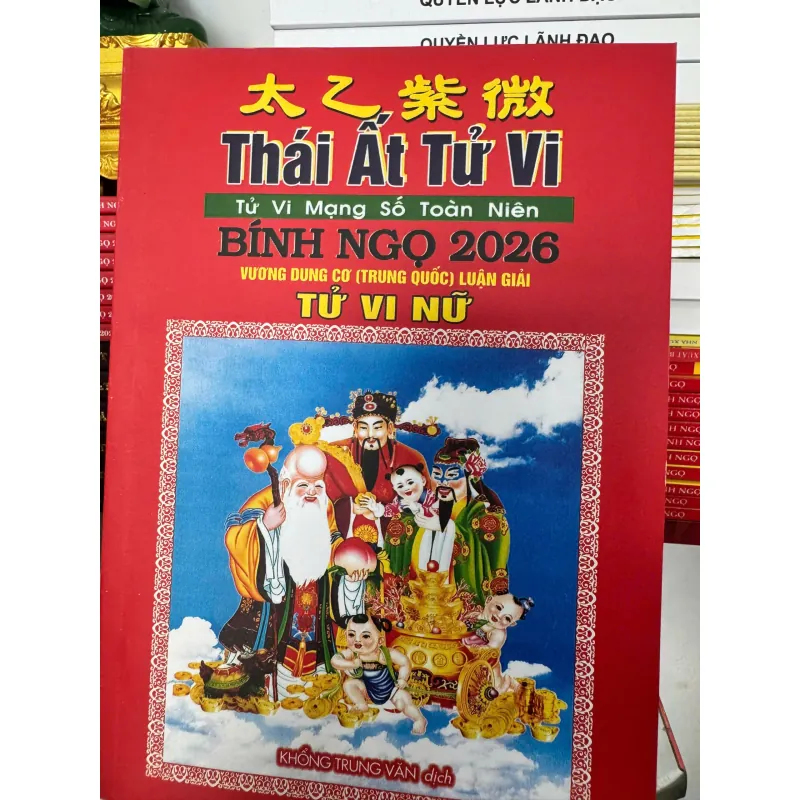 QUYỀN LỰC LÃNH ĐẠO
太乙紫微
Thái Ất Tử Vi
Tử Vi Mạng Số Toàn Niên
BÍNH NGỌ 2026
VƯƠNG DUNG CƠ (TRUNG QUỐC) LUẬN GIẢI
TỬ VI NỮ
KHỔNG TRUNG VĂN dịch